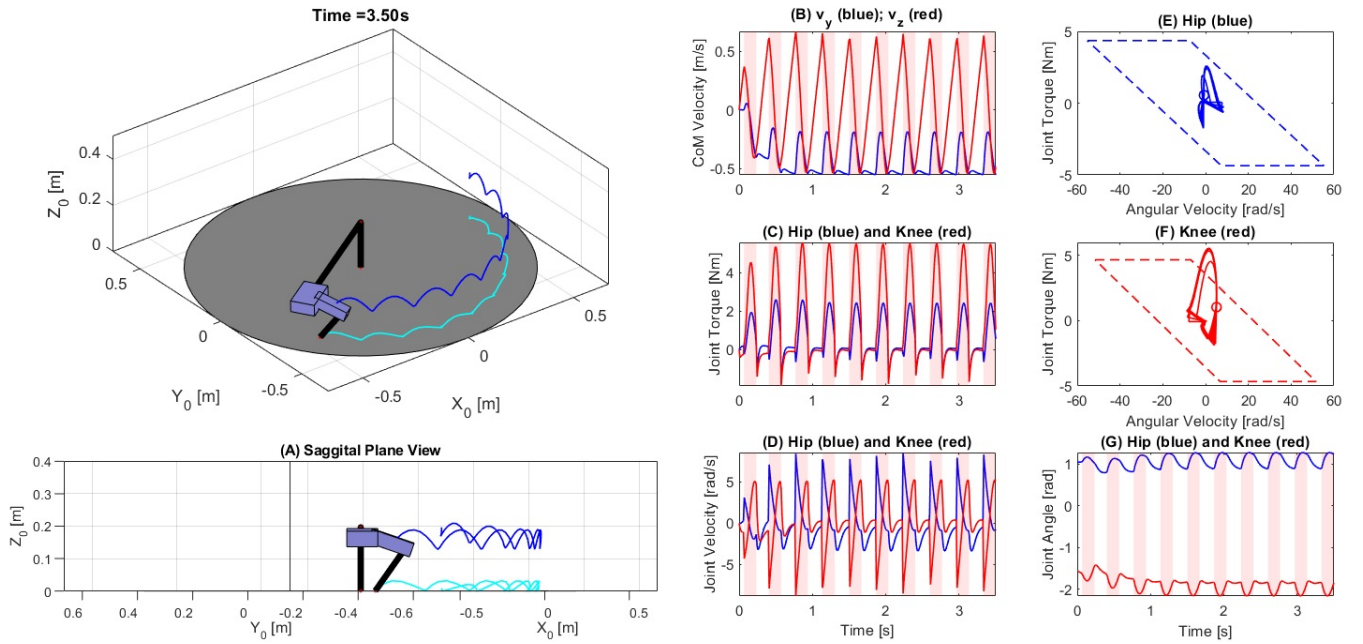 Time =3.50s
0.4
0.2
0
Z_0 [m]
0.5
0
-0.5
Y_0 [m]
-0.5
0
0.5
X_0 [m]
(A) Saggital Plane View
0.4
0.3
0.2
0.1
0
Z_0 [m]
0.6 0.4 0.2 0 -0.2 -0.4 -0.6 -0.5 0 0.5
Y_0 [m] X_0 [m]
(B) v_y (blue); v_z (red)
0.5
0
-0.5
CoM Velocity [m/s]
0 1 2 3
(C) Hip (blue) and Knee (red)
4
2
0
Joint Torque [Nm]
0 1 2 3
(D) Hip (blue) and Knee (red)
5
0
-5
Joint Velocity [rad/s]
0 1 2 3
Time [s]
(E) Hip (blue)
5
0
-5
Joint Torque [Nm]
-60 -40 -20 0 20 40 60
Angular Velocity [rad/s]
(F) Knee (red)
5
0
-5
Joint Torque [Nm]
-60 -40 -20 0 20 40 60
Angular Velocity [rad/s]
(G) Hip (blue) and Knee (red)
1
0
-1
-2
Joint Angle [rad]
0 1 2 3
Time [s]